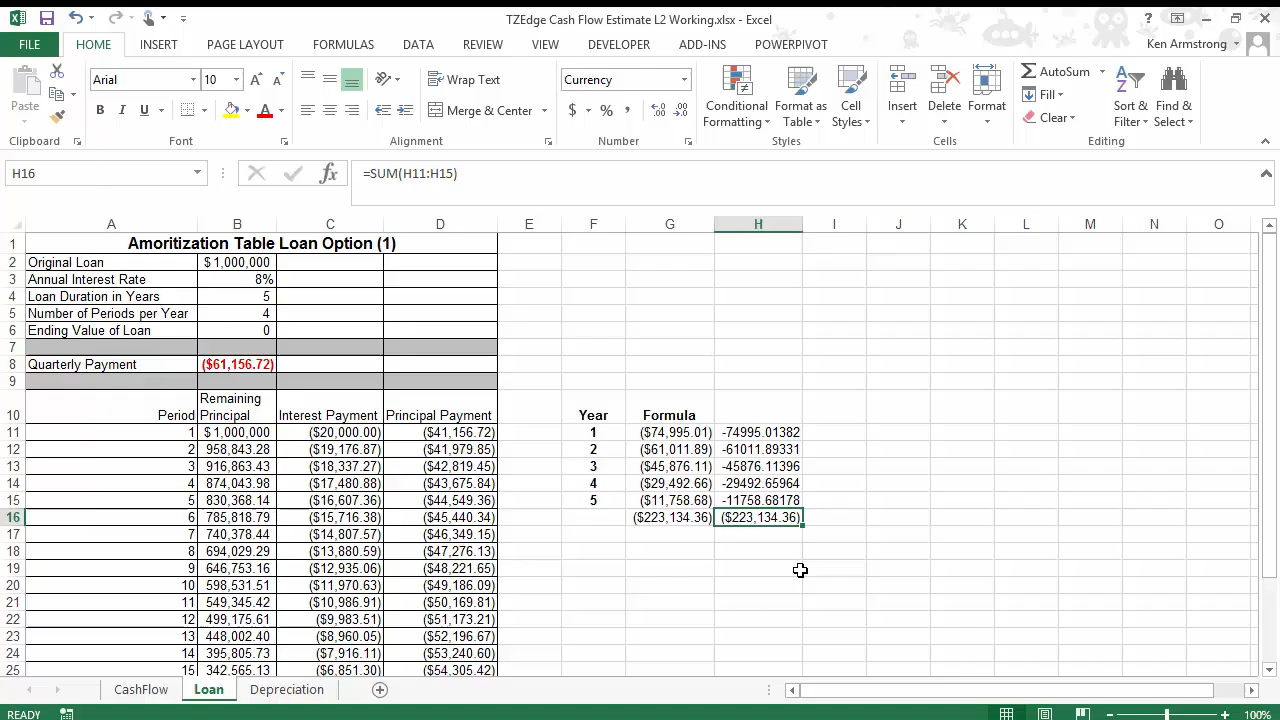 TZEdge Cash Flow Estimate L2 Working.xlsx - Excel
FILE HOME INSERT PAGE LAYOUT FORMULAS DATA REVIEW VIEW DEVELOPER ADD-INS POWERPIVOT Ken Armstrong
Paste
Clipboard
Arial 10
B I U
Font
Wrap Text
Merge & Center
Alignment
Currency
$ % ,
Number
Conditional Formatting
Format as Table
Cell Styles
Styles
Insert Delete Format
Cells
AutoSum
Fill
Clear
Sort & Filter
Find & Select
Editing
H16 fx =SUM(H11:H15)
A B C D E F G H I J K L M N O
1 Amoritization Table Loan Option (1)
2 Original Loan $ 1,000,000
3 Annual Interest Rate 8%
4 Loan Duration in Years 5
5 Number of Periods per Year 4
6 Ending Value of Loan 0
7
8 Quarterly Payment ($61,156.72)
9
10 Period Remaining Principal Interest Payment Principal Payment Year Formula
11 1 $ 1,000,000 ($20,000.00) ($41,156.72) 1 ($74,995.01) -74995.01382
12 2 958,843.28 ($19,176.87) ($41,979.85) 2 ($61,011.89) -61011.89331
13 3 916,863.43 ($18,337.27) ($42,819.45) 3 ($45,876.11) -45876.11396
14 4 874,043.98 ($17,480.88) ($43,675.84) 4 ($29,492.66) -29492.65964
15 5 830,368.14 ($16,607.36) ($44,549.36) 5 ($11,758.68) -11758.68178
16 6 785,818.79 ($15,716.38) ($45,440.34) ($223,134.36) ($223,134.36)
17 7 740,378.44 ($14,807.57) ($46,349.15)
18 8 694,029.29 ($13,880.59) ($47,276.13)
19 9 646,753.16 ($12,935.06) ($48,221.65)
20 10 598,531.51 ($11,970.63) ($49,186.09)
21 11 549,345.42 ($10,986.91) ($50,169.81)
22 12 499,175.61 ($9,983.51) ($51,173.21)
23 13 448,002.40 ($8,960.05) ($52,196.67)
24 14 395,805.73 ($7,916.11) ($53,240.60)
25 15 342,565.13 ($6,851.30) ($54,305.42)
CashFlow Loan Depreciation
READY 100%